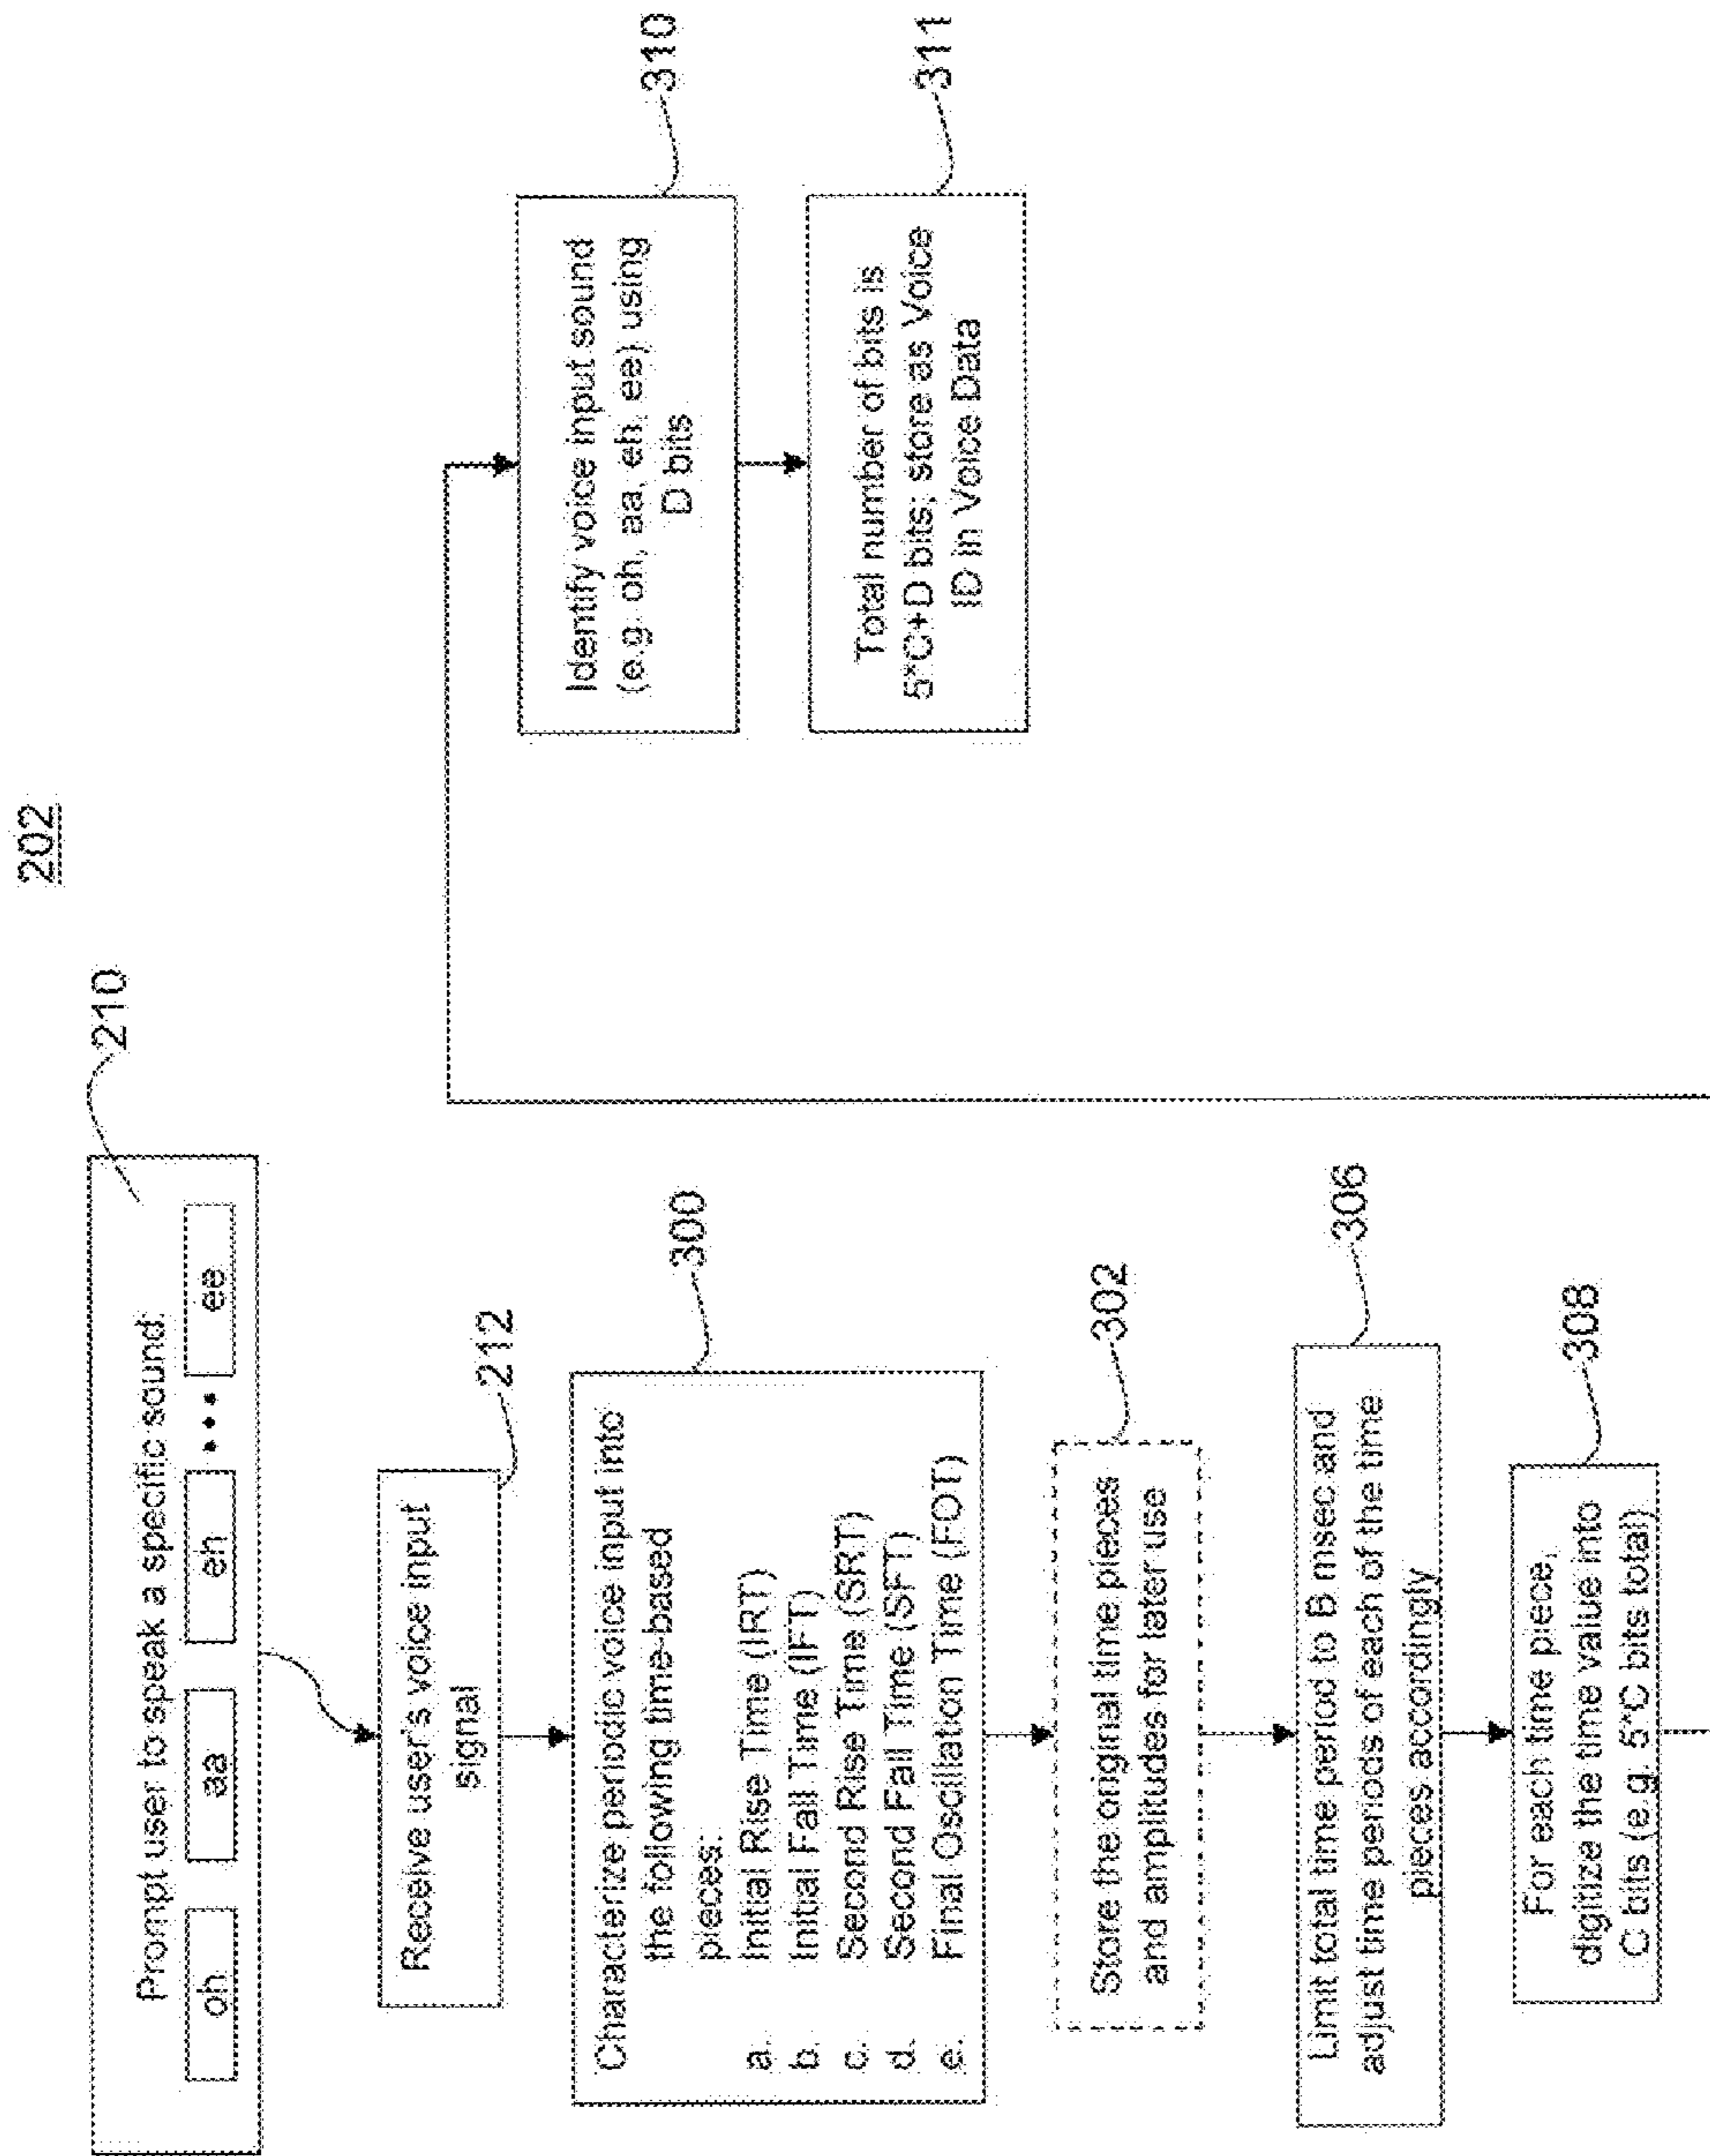 202
210
Prompt user to speak a specific sound:
oh aa eh ••• ee
212
Receive user's voice input
signal
300
Characterize periodic voice input into
the following time-based
pieces:
a. Initial Rise Time (IRT)
b. Initial Fall Time (IFT)
c. Second Rise Time (SRT)
d. Second Fall Time (SFT)
e. Final Oscillation Time (FOT)
302
Store the original time pieces
and amplitudes for later use
306
Limit total time period to B msec and
adjust time periods of each of the time
pieces accordingly
308
For each time piece,
digitize the time value into
C bits (e.g. 5*C bits total)
310
Identify voice input sound
(e.g. oh, aa, eh, ee) using
D bits
311
Total number of bits is
5*C+D bits; store as Voice
ID in Voice Data